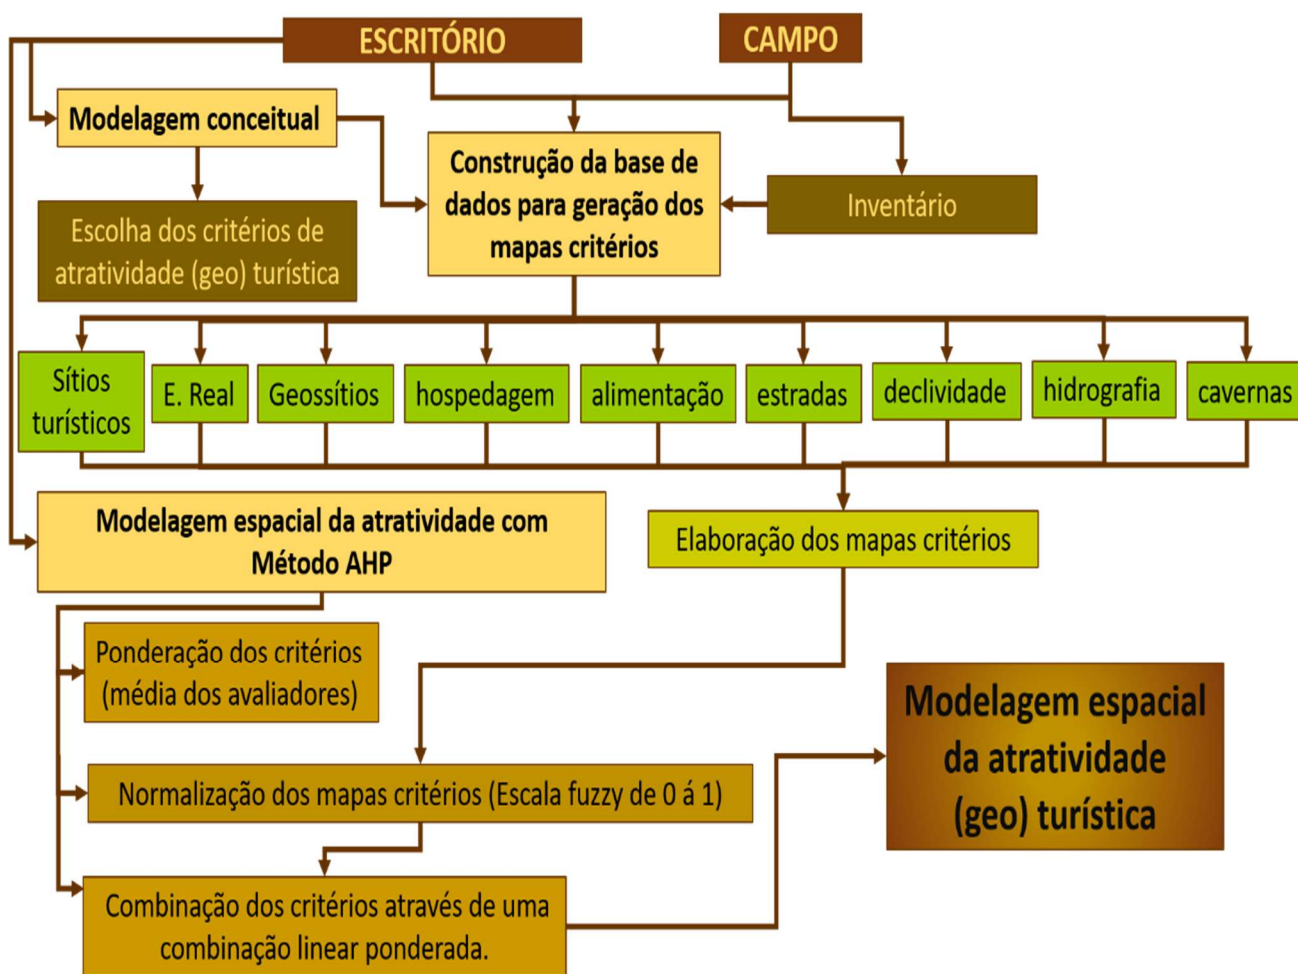 ESCRITÓRIO
CAMPO
Modelagem conceitual
Construção da base de
dados para geração dos
mapas critérios
Inventário
Escolha dos critérios de
atratividade (geo) turística
Sítios
turísticos
E. Real
Geossítios
hospedagem
alimentação
estradas
declividade
hidrografia
cavernas
Modelagem espacial da atratividade com
Método AHP
Elaboração dos mapas critérios
Ponderação dos critérios
(média dos avaliadores)
Normalização dos mapas critérios (Escala fuzzy de 0 á 1)
Combinação dos critérios através de uma
combinação linear ponderada.
Modelagem espacial
da atratividade
(geo) turística